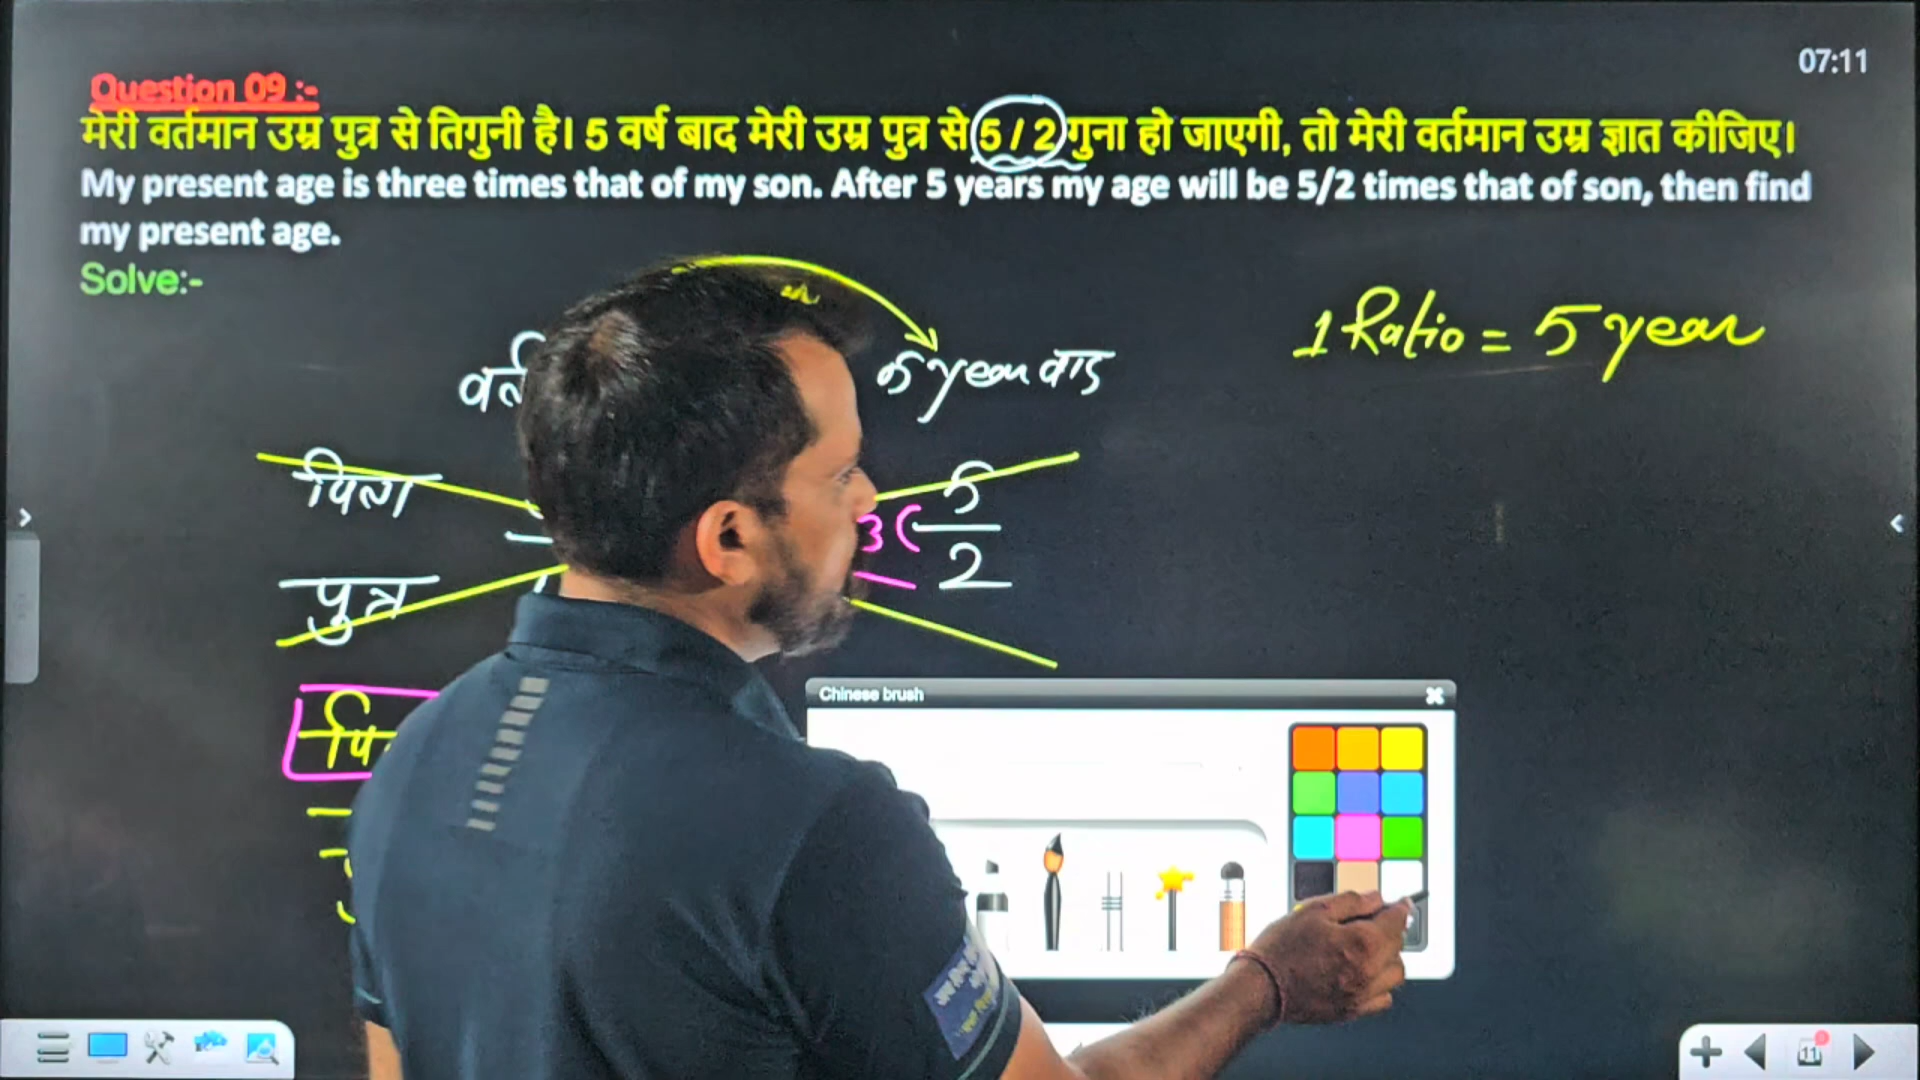 07:11
Question 09 :-
मेरी वर्तमान उम्र पुत्र से तिगुनी है। 5 वर्ष बाद मेरी उम्र पुत्र से 5 / 2 गुना हो जाएगी, तो मेरी वर्तमान उम्र ज्ञात कीजिए।
My present age is three times that of my son. After 5 years my age will be 5/2 times that of son, then find
my present age.
Solve:-
1 Ratio = 5 year
5 year बाद
पिता
5
3 (
2
पुत्र
Chinese brush
11